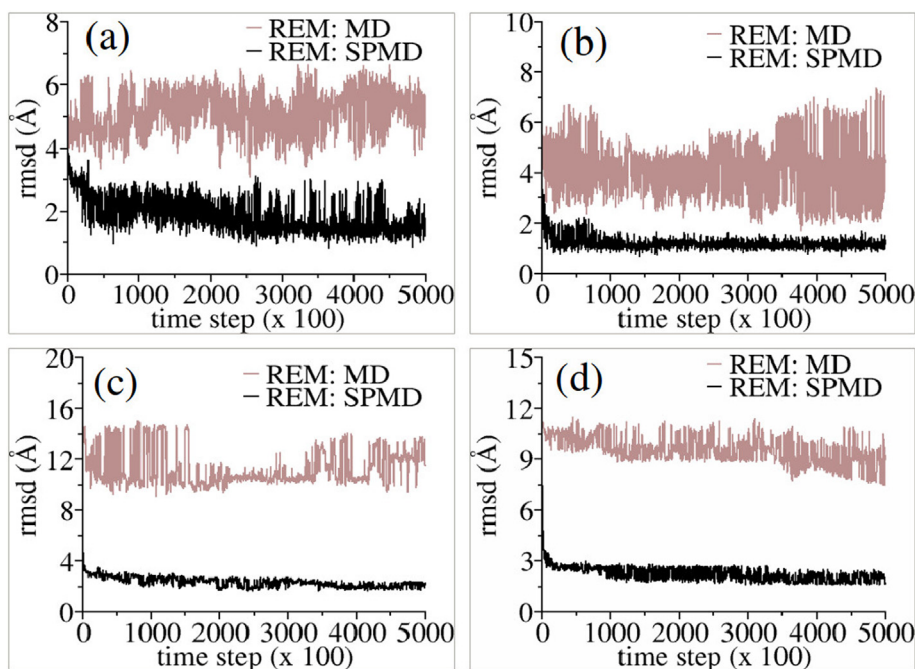 (a)
REM: MD
REM: SPMD
8
6
4
2
0
rmsd (Å)
0 1000 2000 3000 4000 5000
time step (x 100)
(b)
REM: MD
REM: SPMD
10
8
6
4
2
0
rmsd (Å)
0 1000 2000 3000 4000 5000
time step (x 100)
(c)
REM: MD
REM: SPMD
20
16
12
8
4
0
rmsd (Å)
0 1000 2000 3000 4000 5000
time step (x 100)
(d)
REM: MD
REM: SPMD
15
12
9
6
3
0
rmsd (Å)
0 1000 2000 3000 4000 5000
time step (x 100)